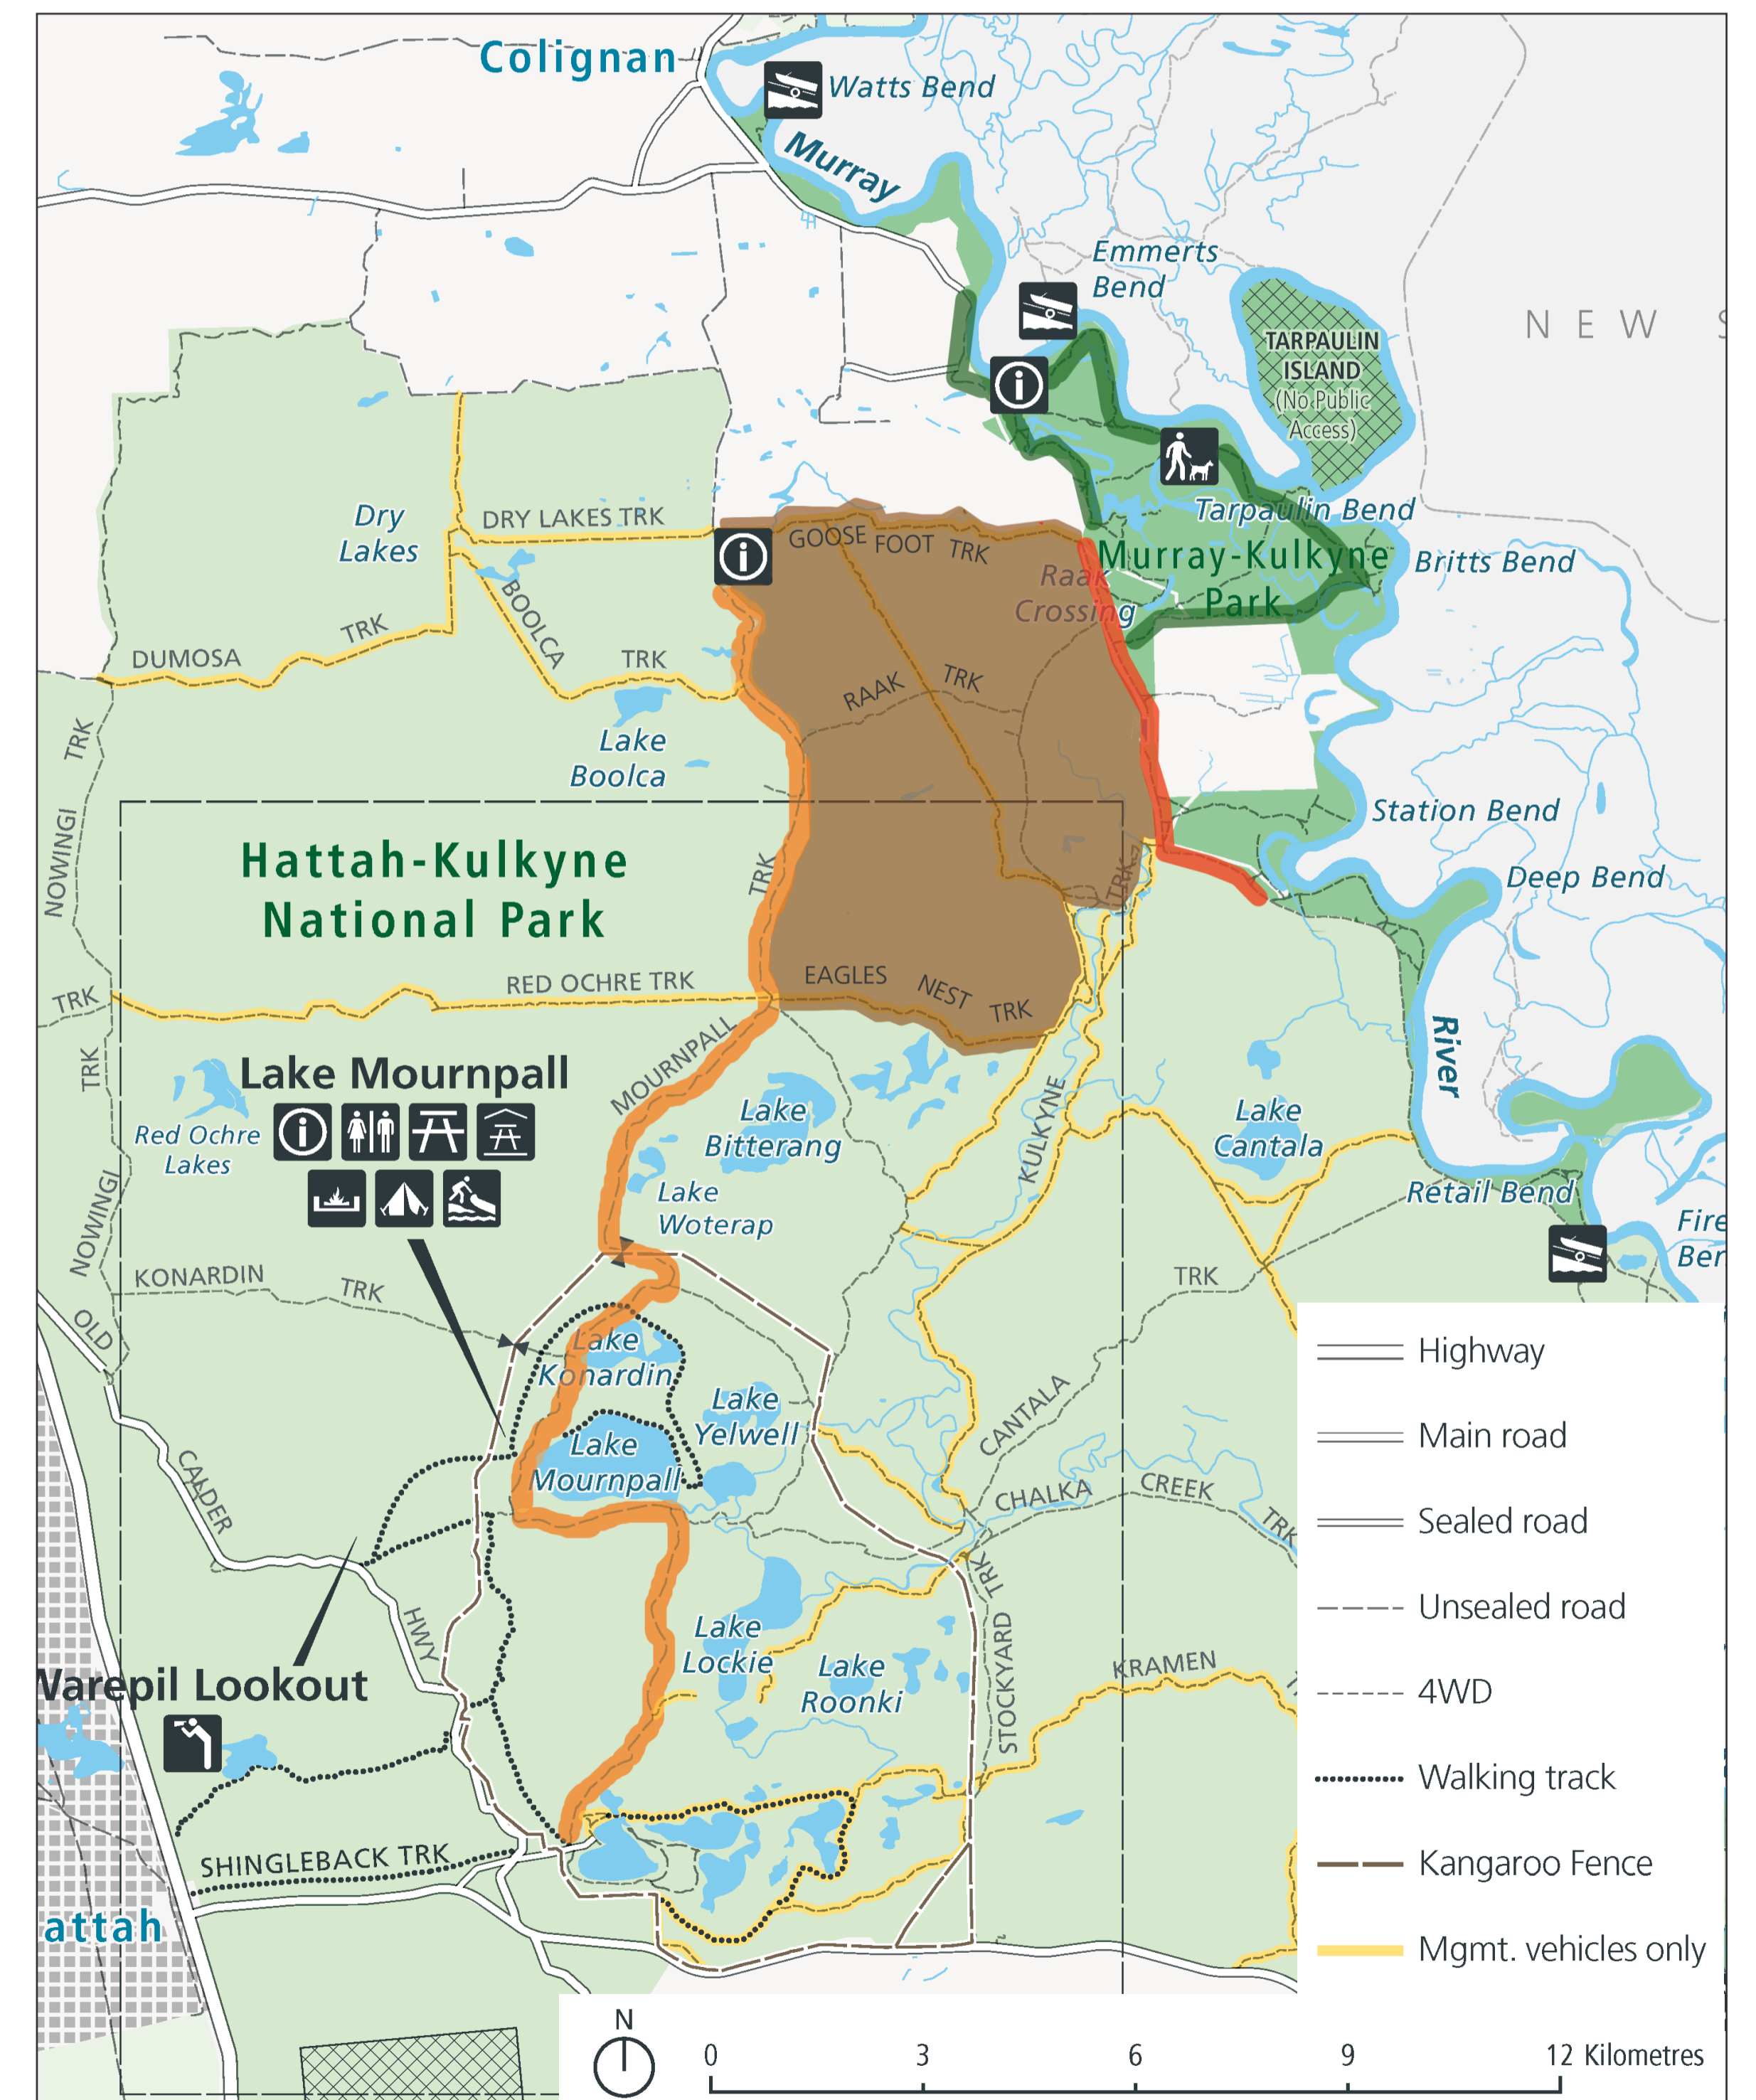 Colignan
Watts Bend
Murray
Emmerts
Bend
TARPAULIN
ISLAND
(No Public
Access)
N E W
Dry
Lakes
DRY LAKES TRK
GOOSE FOOT TRK
Tarpaulin Bend
Murray-Kulkyne
Park
Britts Bend
Raak
Crossing
BOOLCA
TRK
TRK
DUMOSA
TRK
RAAK TRK
Lake
Boolca
NOWINGI
TRK
Station Bend
Hattah-Kulkyne
National Park
TRK
TRK
Deep Bend
RED OCHRE TRK
EAGLES NEST TRK
TRK
River
MOURNPALL
TRK
Lake Mournpall
Red Ochre
Lakes
Lake
Bitterang
KULKYNE
Lake
Cantala
Lake
Woterap
Retail Bend
Fire
Ben
NOWINGI
KONARDIN TRK
TRK
OLD
Lake
Konardin
Lake
Yelwell
CANTALA
Lake
Mournpall
CHALKA CREEK
TRK
CALDER
HWY
TRK
STOCKYARD
Lake
Lockie
Lake
Roonki
KRAMEN
Warepil Lookout
SHINGLEBACK TRK
attah
Highway
Main road
Sealed road
Unsealed road
4WD
Walking track
Kangaroo Fence
Mgmt. vehicles only
N
0 3 6 9 12 Kilometres